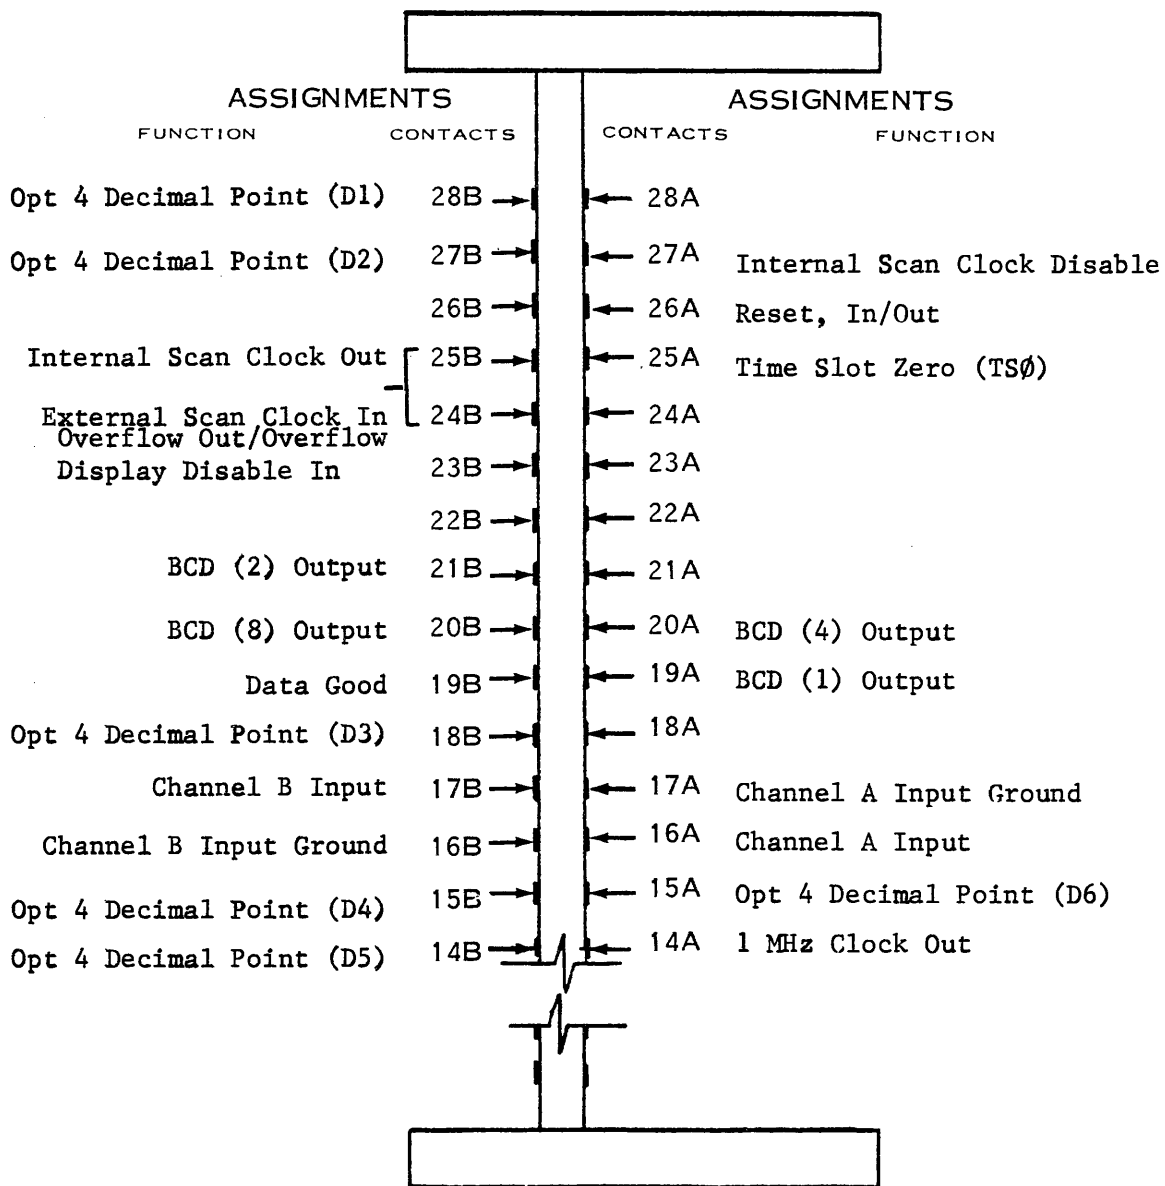 ASSIGNMENTS ASSIGNMENTS
FUNCTION CONTACTS CONTACTS FUNCTION
Opt 4 Decimal Point (D1) 28B 28A
Opt 4 Decimal Point (D2) 27B 27A Internal Scan Clock Disable
26B 26A Reset, In/Out
Internal Scan Clock Out 25B 25A Time Slot Zero (TSØ)
External Scan Clock In 24B 24A
Overflow Out/Overflow
Display Disable In 23B 23A
22B 22A
BCD (2) Output 21B 21A
BCD (8) Output 20B 20A BCD (4) Output
Data Good 19B 19A BCD (1) Output
Opt 4 Decimal Point (D3) 18B 18A
Channel B Input 17B 17A Channel A Input Ground
Channel B Input Ground 16B 16A Channel A Input
Opt 4 Decimal Point (D4) 15B 15A Opt 4 Decimal Point (D6)
Opt 4 Decimal Point (D5) 14B 14A 1 MHz Clock Out